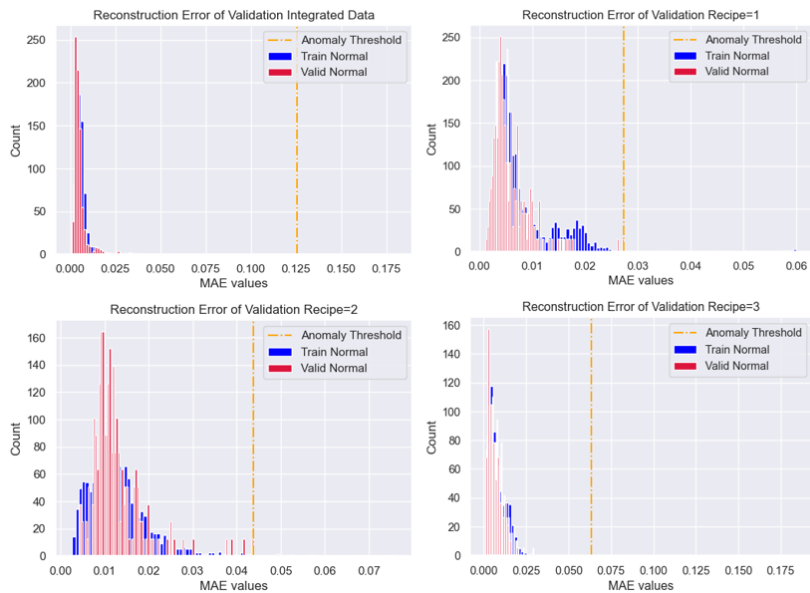 Reconstruction Error of Validation Integrated Data
250
200
150
100
50
0
Count
Anomaly Threshold
Train Normal
Valid Normal
0.000 0.025 0.050 0.075 0.100 0.125 0.150 0.175
MAE values
Reconstruction Error of Validation Recipe=1
250
200
150
100
50
0
Count
Anomaly Threshold
Train Normal
Valid Normal
0.00 0.01 0.02 0.03 0.04 0.05 0.06
MAE values
Reconstruction Error of Validation Recipe=2
160
140
120
100
80
60
40
20
0
Count
Anomaly Threshold
Train Normal
Valid Normal
0.00 0.01 0.02 0.03 0.04 0.05 0.06 0.07
MAE values
Reconstruction Error of Validation Recipe=3
160
140
120
100
80
60
40
20
0
Count
Anomaly Threshold
Train Normal
Valid Normal
0.000 0.025 0.050 0.075 0.100 0.125 0.150 0.175
MAE values